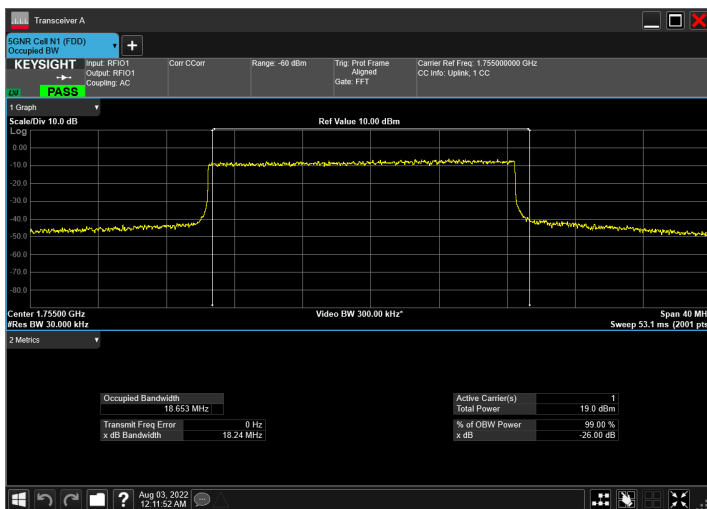 Transceiver A
5GNR Cell N1 (FDD)
Occupied BW
KEYSIGHT
Input: RFIO1
Output: RFIO1
Coupling: AC
Corr CCorr
Range: -60 dBm
Trig: Prot Frame
Aligned
Gate: FFT
Carrier Ref Freq: 1.755000000 GHz
CC Info: Uplink, 1 CC
PASS
1 Graph
Scale/Div 10.0 dB
Ref Value 10.00 dBm
Log
0.00
-10.0
-20.0
-30.0
-40.0
-50.0
-60.0
-70.0
-80.0
Center 1.75500 GHz
Video BW 300.00 kHz*
Span 40 MH
#Res BW 30.000 kHz
Sweep 53.1 ms (2001 pts
2 Metrics
Occupied Bandwidth
18.653 MHz
Transmit Freq Error 0 Hz
x dB Bandwidth 18.24 MHz
Active Carrier(s) 1
Total Power 19.0 dBm
% of OBW Power 99.00 %
x dB -26.00 dB
?
Aug 03, 2022
12:11:52 AM